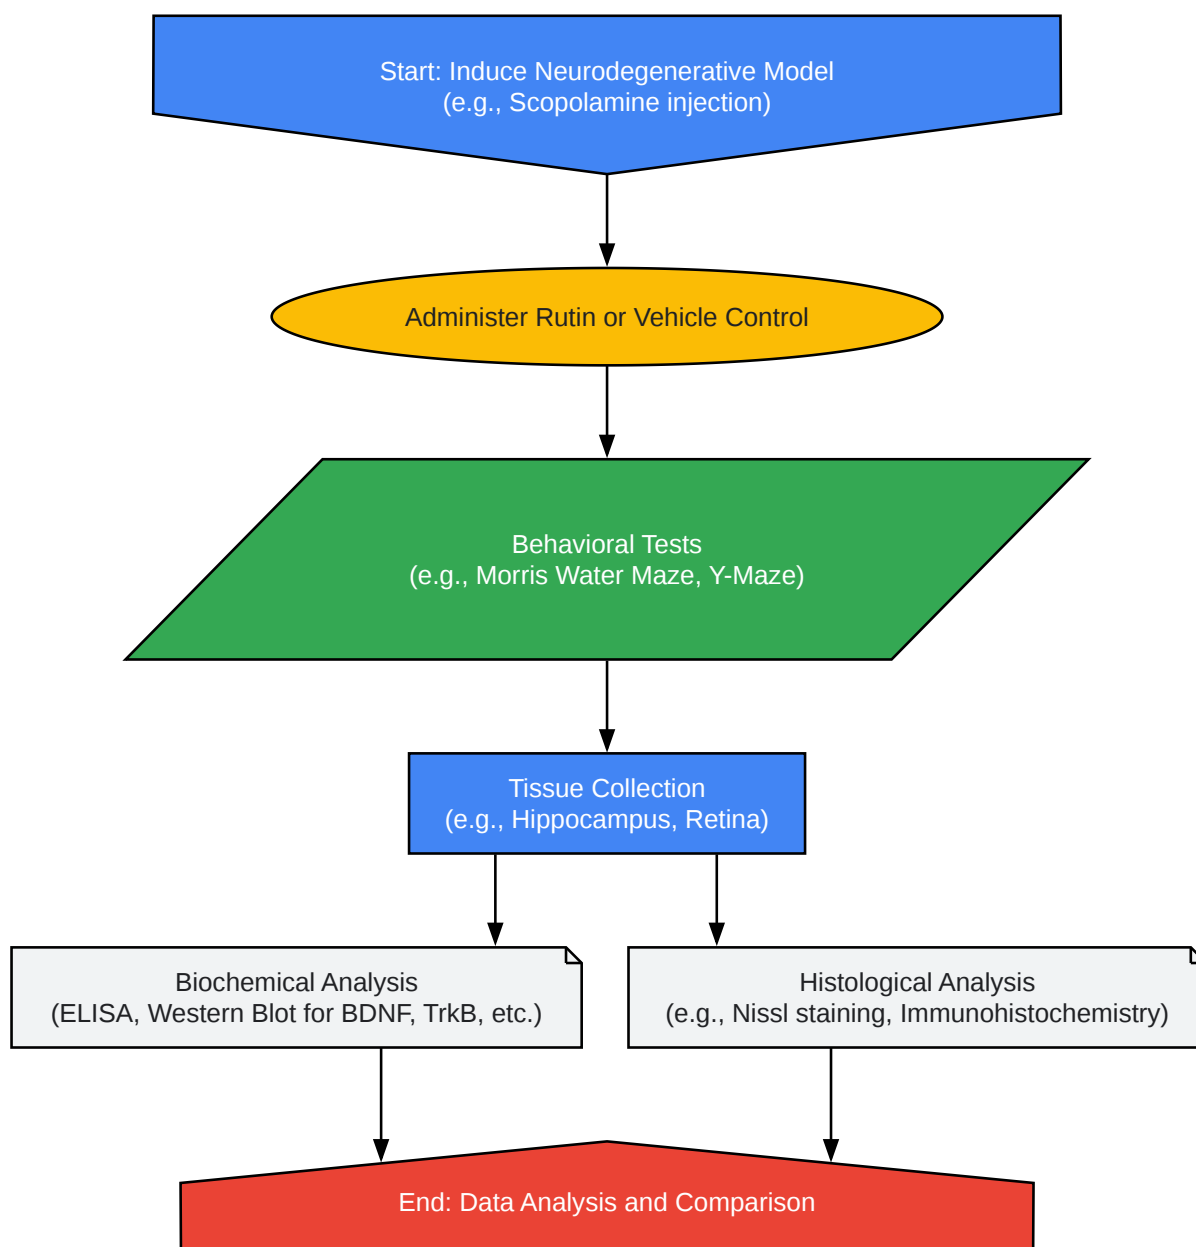 Start: Induce Neurodegenerative Model
(e.g., Scopolamine injection)
Administer Rutin or Vehicle Control
Behavioral Tests
(e.g., Morris Water Maze, Y-Maze)
Tissue Collection
(e.g., Hippocampus, Retina)
Biochemical Analysis
(ELISA, Western Blot for BDNF, TrkB, etc.)
Histological Analysis
(e.g., Nissl staining, Immunohistochemistry)
End: Data Analysis and Comparison